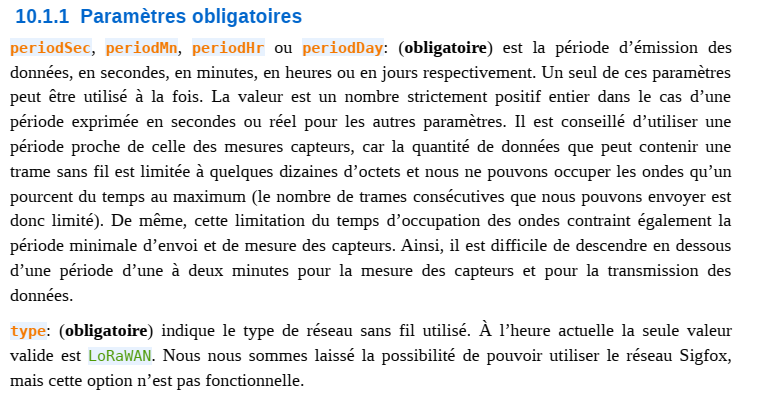 10.1.1 Paramètres obligatoires
periodSec, periodMn, periodHr ou periodDay: (obligatoire) est la période d’émission des
données, en secondes, en minutes, en heures ou en jours respectivement. Un seul de ces paramètres
peut être utilisé à la fois. La valeur est un nombre strictement positif entier dans le cas d’une
période exprimée en secondes ou réel pour les autres paramètres. Il est conseillé d’utiliser une
période proche de celle des mesures capteurs, car la quantité de données que peut contenir une
trame sans fil est limitée à quelques dizaines d’octets et nous ne pouvons occuper les ondes qu’un
pourcent du temps au maximum (le nombre de trames consécutives que nous pouvons envoyer est
donc limité). De même, cette limitation du temps d’occupation des ondes contraint également la
période minimale d’envoi et de mesure des capteurs. Ainsi, il est difficile de descendre en dessous
d’une période d’une à deux minutes pour la mesure des capteurs et pour la transmission des
données.
type: (obligatoire) indique le type de réseau sans fil utilisé. À l’heure actuelle la seule valeur
valide est LoRaWAN. Nous nous sommes laissé la possibilité de pouvoir utiliser le réseau Sigfox,
mais cette option n’est pas fonctionnelle.